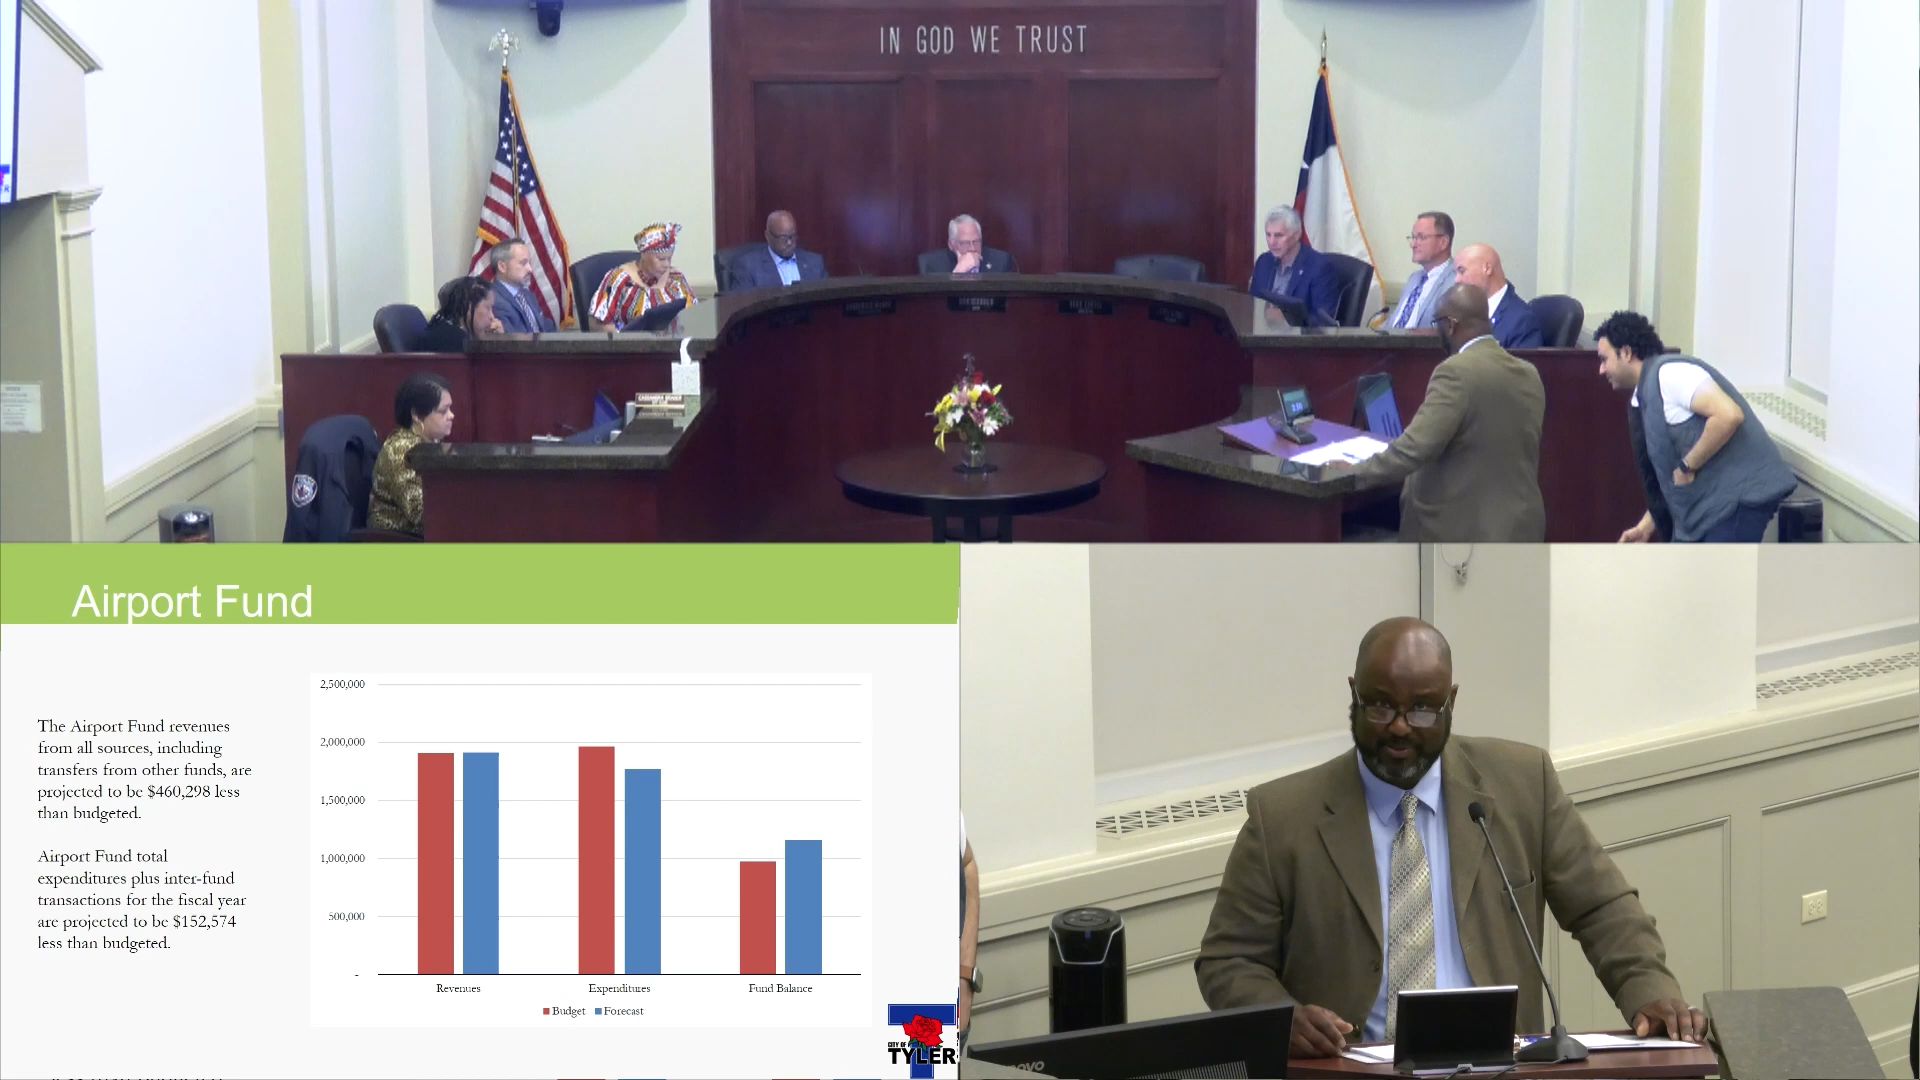 IN GOD WE TRUST
Airport Fund
The Airport Fund revenues
from all sources, including
transfers from other funds, are
projected to be $460,298 less
than budgeted.
Airport Fund total
expenditures plus inter-fund
transactions for the fiscal year
are projected to be $152,574
less than budgeted.
2,500,000
2,000,000
1,500,000
1,000,000
500,000
-
Revenues Expenditures Fund Balance
Budget Forecast
CITY OF
TYLER